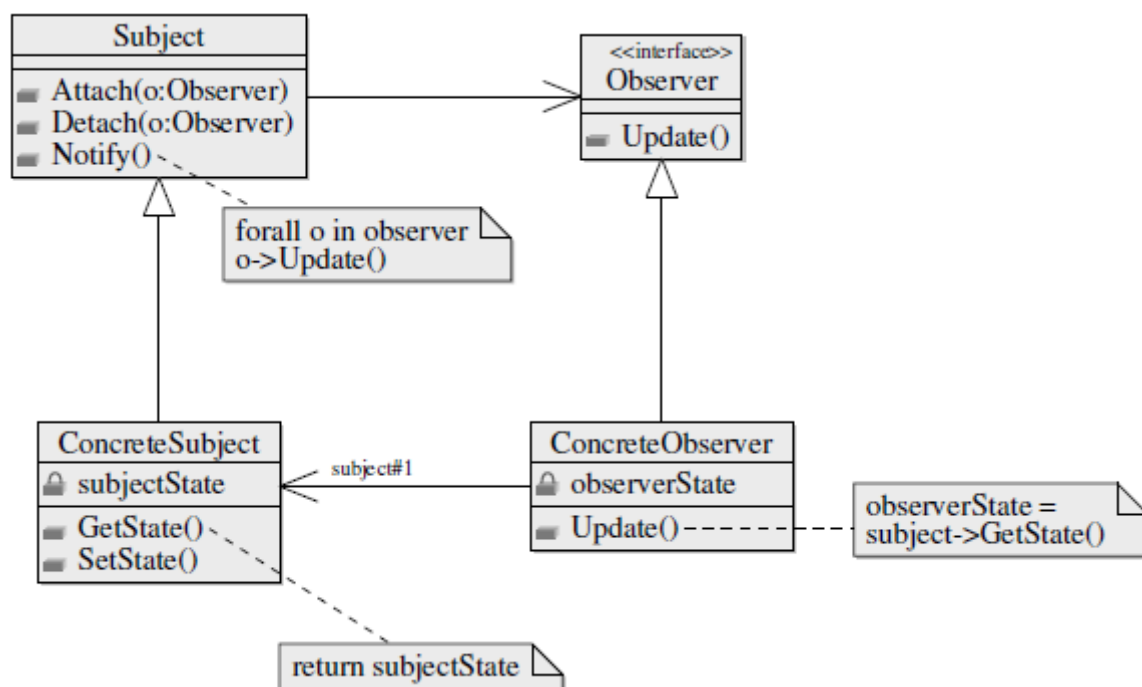 Subject
Attach(o:Observer)
Detach(o:Observer)
Notify()
<<interface>>
Observer
Update()
forall o in observer
o->Update()
ConcreteSubject
subjectState
GetState()
SetState()
subject#1
ConcreteObserver
observerState
Update()
observerState =
subject->GetState()
return subjectState